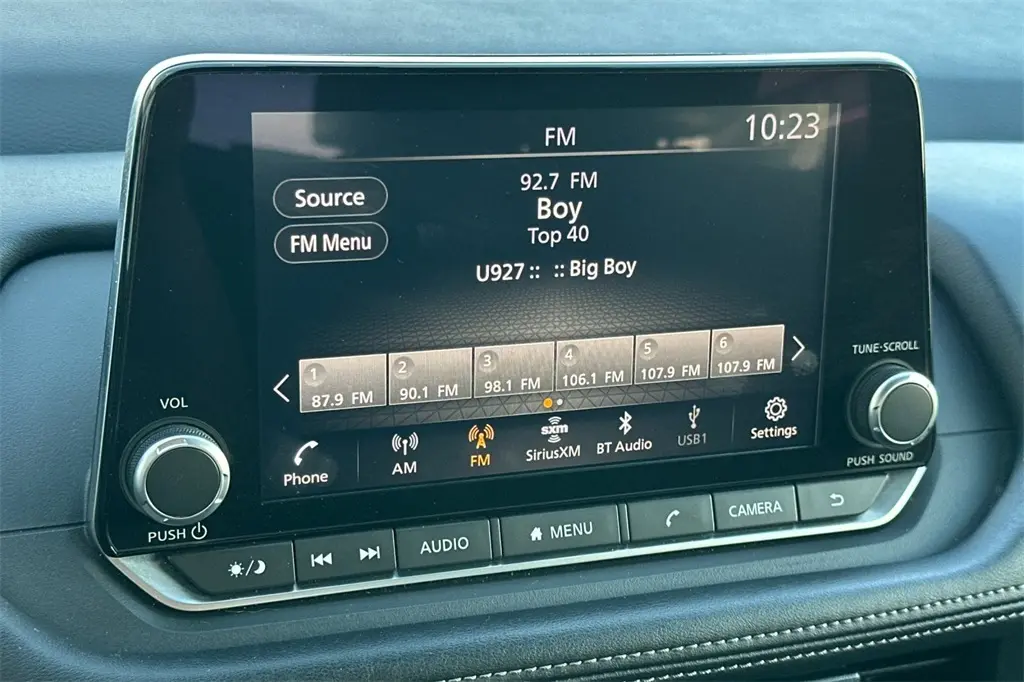 FM
10:23
Source
FM Menu
92.7 FM
Boy
Top 40
U927 :: :: Big Boy
1 2 3 4 5 6
87.9 FM 90.1 FM 98.1 FM 106.1 FM 107.9 FM 107.9 FM
Phone AM FM sxm SiriusXM BT Audio USB1 Settings
VOL
PUSH
TUNE·SCROLL
PUSH SOUND
AUDIO MENU CAMERA